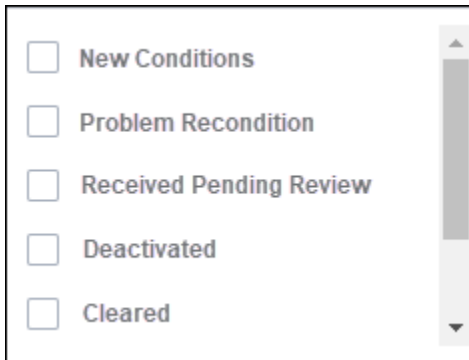 New Conditions
Problem Recondition
Received Pending Review
Deactivated
Cleared